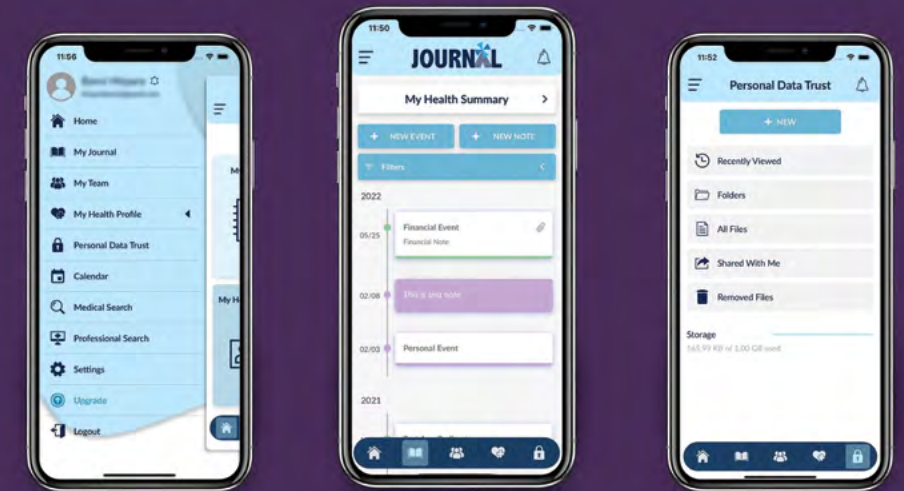 11:56
Home
My Journal
My Team
My Health Profile
Personal Data Trust
Calendar
Medical Search
Professional Search
Settings
Upgrade
Logout
My H
11:50
JOURNAL
My Health Summary
+ NEW EVENT
+ NEW NOTE
Filters
2022
05/25
Financial Event
Financial Note
02/08
This is
note
02/03
Personal Event
2021
11:52
Personal Data Trust
+ NEW
Recently Viewed
Folders
All Files
Shared With Me
Removed Files
Storage
165.99 KB of 1.00 GB used